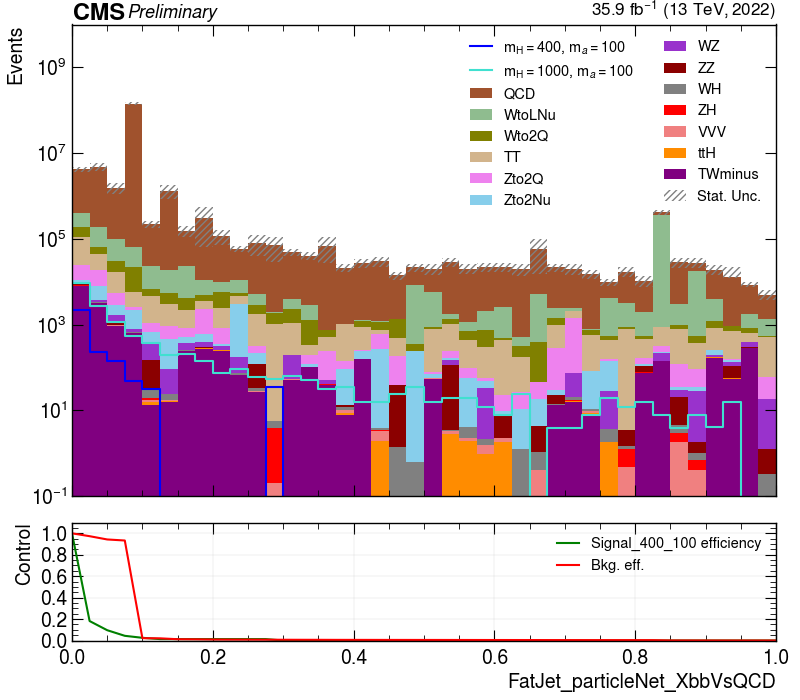 CMS Preliminary 35.9 fb⁻¹ (13 TeV, 2022)
Events
10⁹
10⁷
10⁵
10³
10¹
10⁻¹
m_H = 400, m_a = 100
m_H = 1000, m_a = 100
QCD
WtoLNu
Wto2Q
TT
Zto2Q
Zto2Nu
WZ
ZZ
WH
ZH
VVV
ttH
TWminus
Stat. Unc.
Control
1.0
0.8
0.6
0.4
0.2
0.0
Signal_400_100 efficiency
Bkg. eff.
0.0 0.2 0.4 0.6 0.8 1.0
FatJet_particleNet_XbbVsQCD